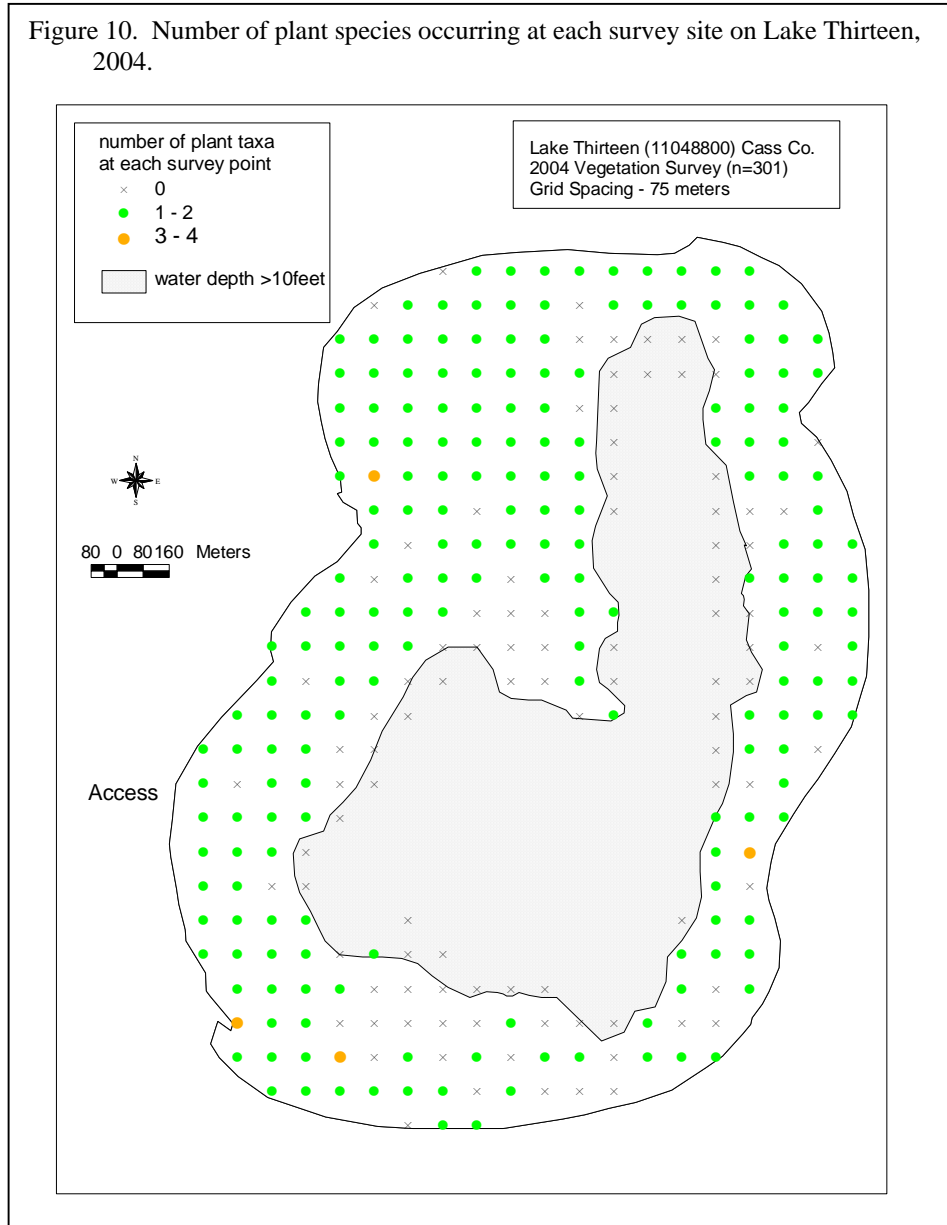 Figure 10. Number of plant species occurring at each survey site on Lake Thirteen,
2004.
number of plant taxa
at each survey point
0
1 - 2
3 - 4
water depth >10feet
Lake Thirteen (11048800) Cass Co.
2004 Vegetation Survey (n=301)
Grid Spacing - 75 meters
N
W E
S
80 0 80 160 Meters
Access